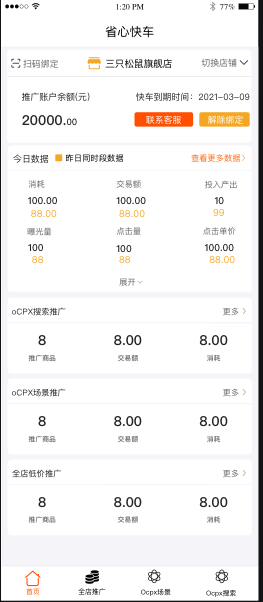 1:20 PM 77%
省心快车
扫码绑定 三只松鼠旗舰店 切换店铺
推广账户余额(元) 快车到期时间：2021-03-09
20000.00 联系客服 解除绑定
今日数据 昨日同时段数据 查看更多数据
消耗 交易额 投入产出
100.00 100.00 10
88.00 88.00 99
曝光量 点击量 点击单价
100 100 100.00
88 88 88.00
展开
oCPX搜索推广 更多
8 8.00 8.00
推广商品 交易额 消耗
oCPX场景推广 更多
8 8.00 8.00
推广商品 交易额 消耗
全店低价推广 更多
8 8.00 8.00
推广商品 交易额 消耗
首页 全店推广 Ocpx场景 Ocpx搜索